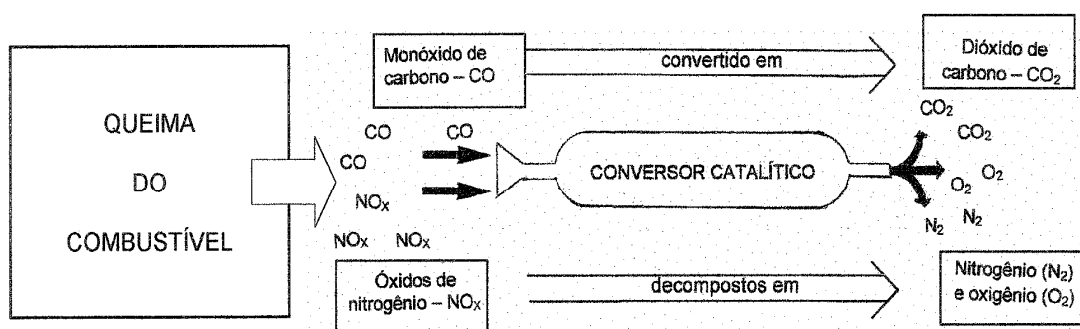 QUEIMA
DO
COMBUSTÍVEL
Monóxido de
carbono – CO
convertido em
Dióxido de
carbono – CO₂
CO
CO
CO
NOx
NOx
NOx
CONVERSOR CATALÍTICO
CO₂
CO₂
O₂
O₂
N₂
N₂
Óxidos de
nitrogênio – NOx
decompostos em
Nitrogênio (N₂)
e oxigênio (O₂)